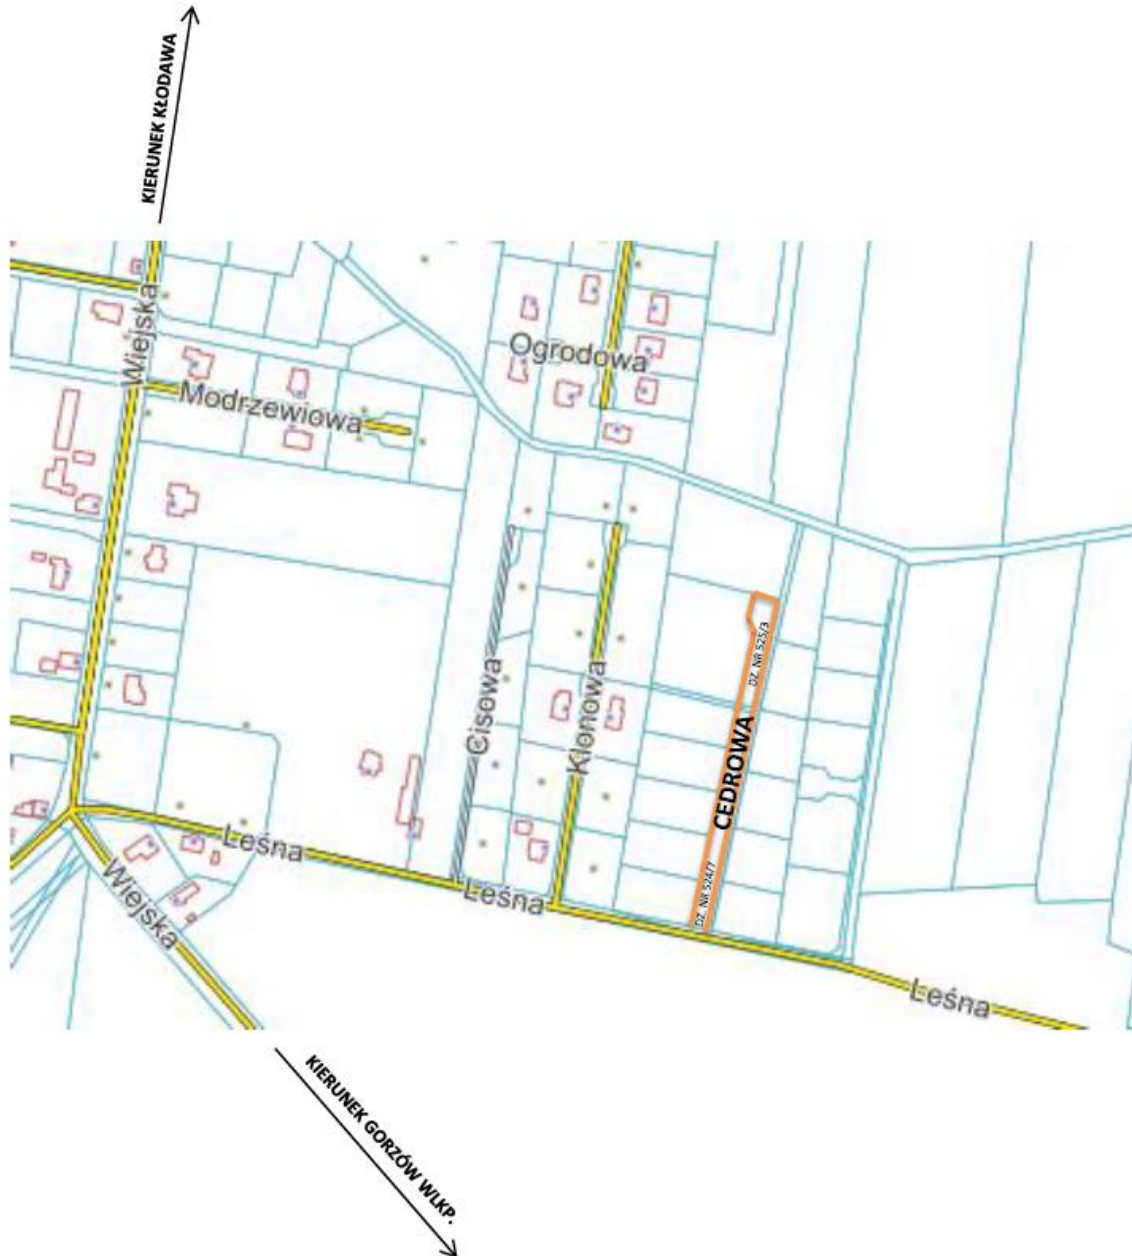 KIERUNEK KŁODAWA
Wiejska
Ogrodowa
Modrzewiowa
DZ. NR 525/3
Cisowa
Klonowa
CEDROWA
Leśna
Wiejska
Leśna
DZ. NR 524/7
Leśna
KIERUNEK GORZÓW WLKP.